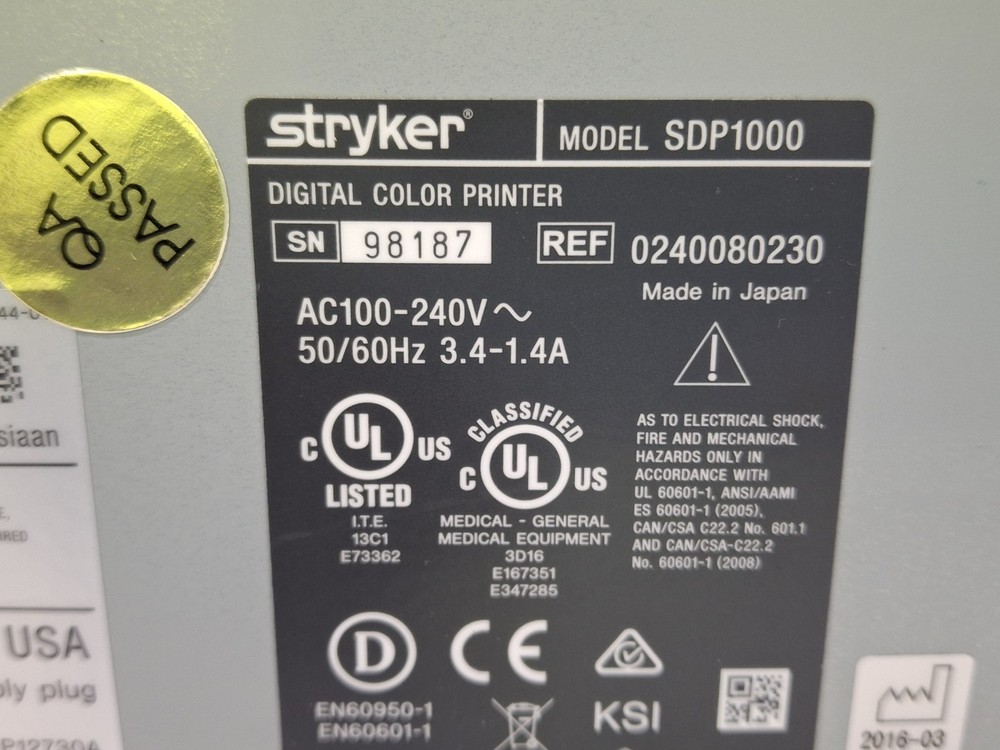 QA
PASSED
stryker®
MODEL SDP1000
DIGITAL COLOR PRINTER
SN 98187
REF 0240080230
Made in Japan
AC100-240V~
50/60Hz 3.4-1.4A
C UL US
LISTED
I.T.E.
13C1
E73362
CLASSIFIED
C UL US
MEDICAL - GENERAL
MEDICAL EQUIPMENT
3D16
E167351
E347285
AS TO ELECTRICAL SHOCK,
FIRE AND MECHANICAL
HAZARDS ONLY IN
ACCORDANCE WITH
UL 60601-1, ANSI/AAMI
ES 60601-1 (2005),
CAN/CSA C22.2 No. 601.1
AND CAN/CSA-C22.2
No. 60601-1 (2008)
D
CE
EN60950-1
EN60601-1
KSI
2016-03
siaan
USA
plug